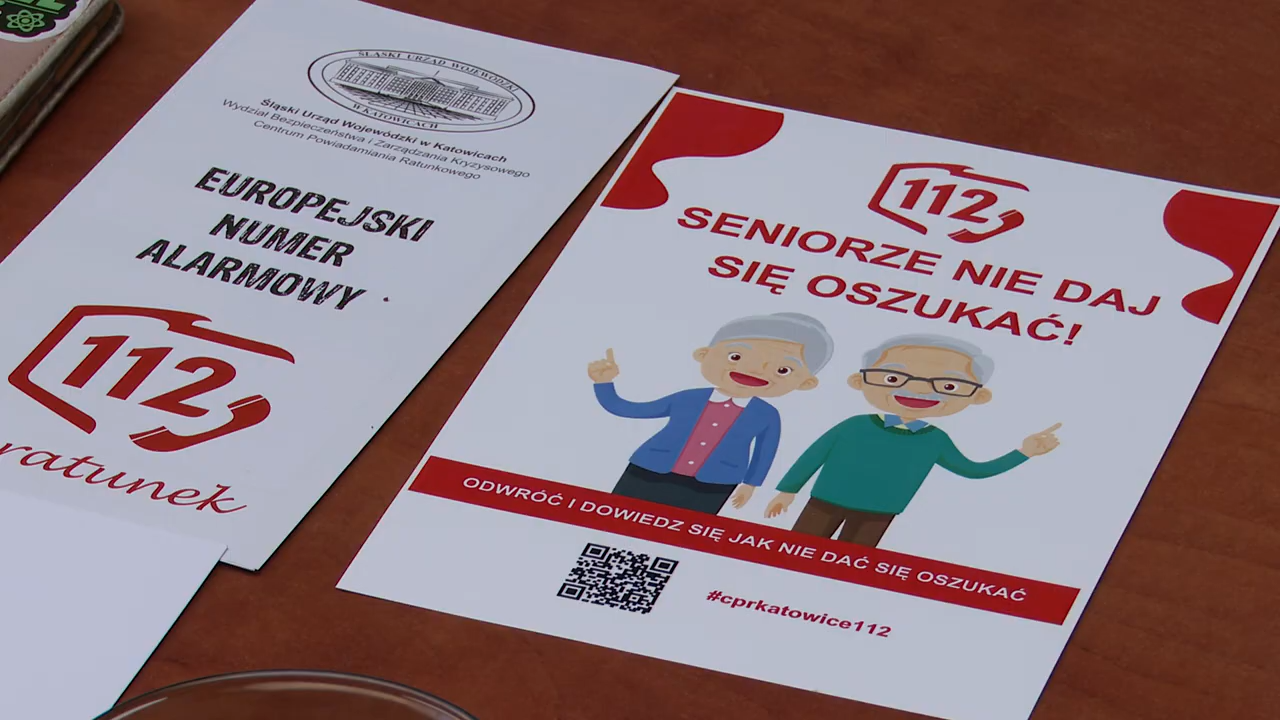 ŚLĄSKI URZĄD WOJEWÓDZKI
W KATOWICACH
Śląski Urząd Wojewódzki w Katowicach
Wydział Bezpieczeństwa i Zarządzania Kryzysowego
Centrum Powiadamiania Ratunkowego
EUROPEJSKI
NUMER
ALARMOWY
112
ratunek
112
SENIORZE NIE DAJ
SIĘ OSZUKAĆ!
ODWRÓĆ I DOWIEDZ SIĘ JAK NIE DAĆ SIĘ OSZUKAĆ
#cprkatowice112